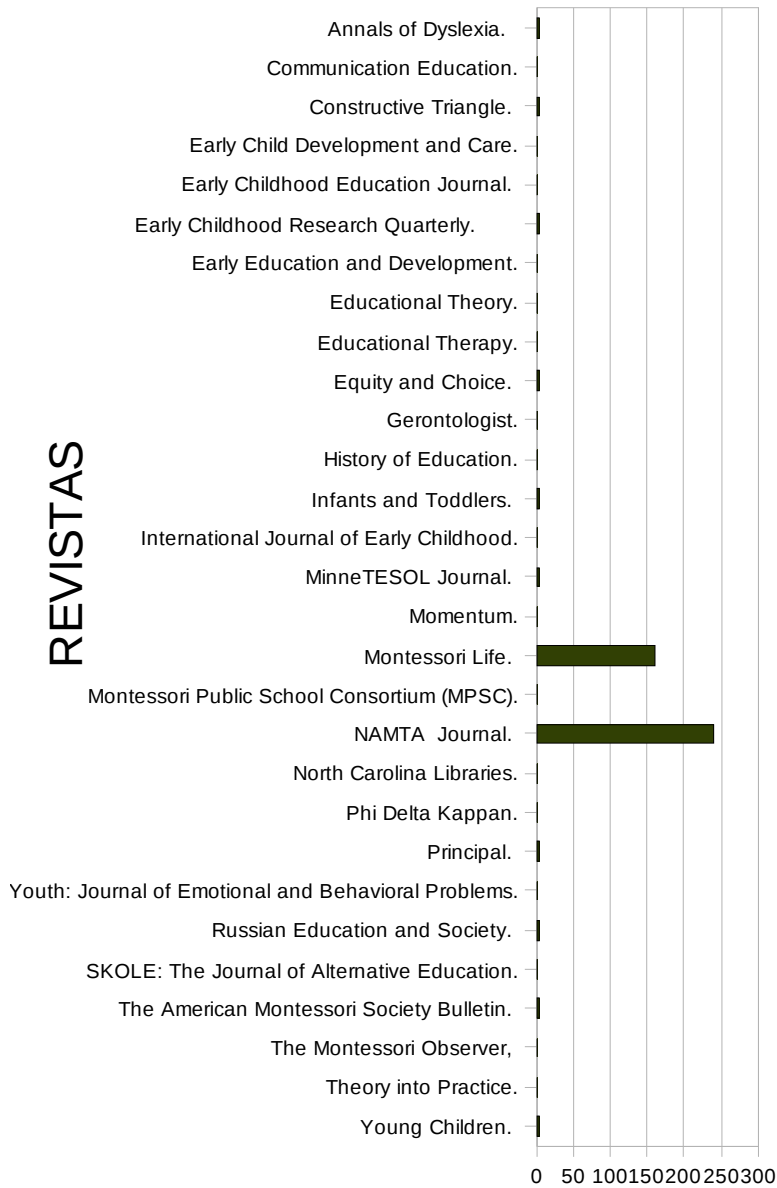 Annals of Dyslexia.
Communication Education.
Constructive Triangle.
Early Child Development and Care.
Early Childhood Education Journal.
Early Childhood Research Quarterly.
Early Education and Development.
Educational Theory.
Educational Therapy.
Equity and Choice.
Gerontologist.
History of Education.
Infants and Toddlers.
International Journal of Early Childhood.
MinneTESOL Journal.
Momentum.
Montessori Life.
Montessori Public School Consortium (MPSC).
NAMTA Journal.
North Carolina Libraries.
Phi Delta Kappan.
Principal.
Youth: Journal of Emotional and Behavioral Problems.
Russian Education and Society.
SKOLE: The Journal of Alternative Education.
The American Montessori Society Bulletin.
The Montessori Observer,
Theory into Practice.
Young Children.
REVISTAS
0 50 100 150 200 250 300